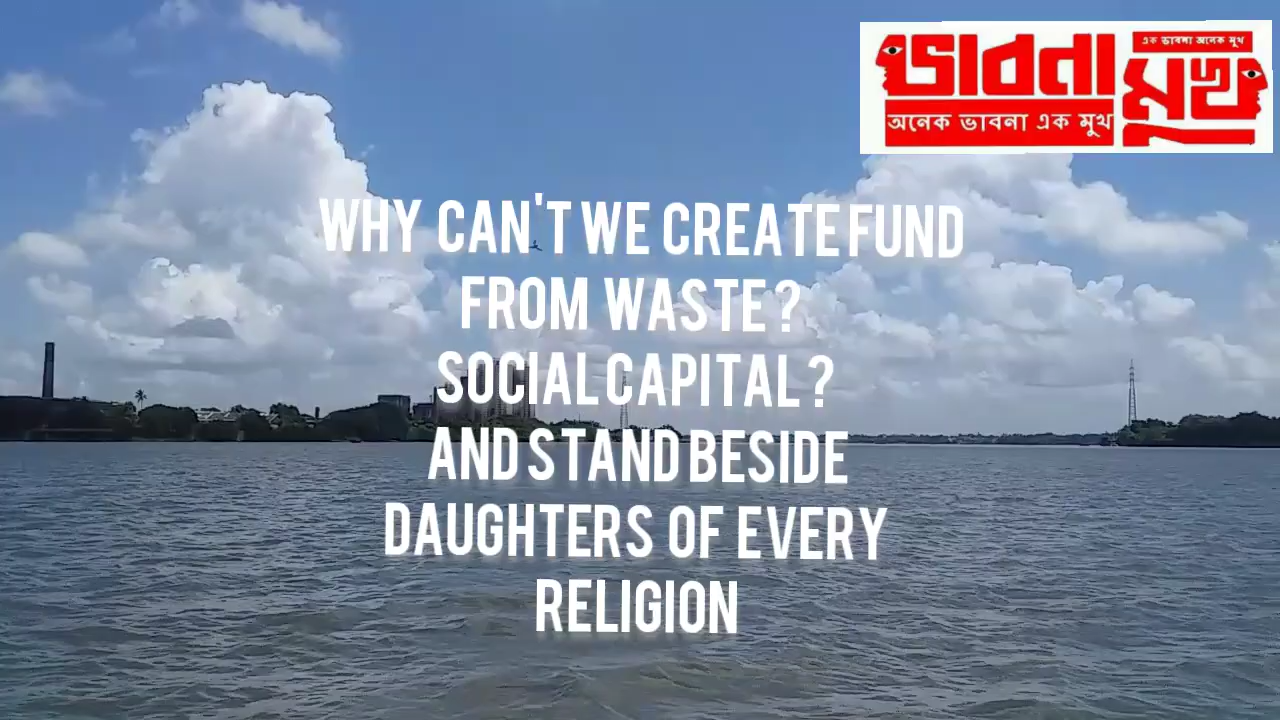 ভাবনা
অনেক ভাবনা এক মুখ
এক ভাবনা অনেক মুখ
মুখ
WHY CAN'T WE CREATE FUND
FROM WASTE ?
SOCIAL CAPITAL ?
AND STAND BESIDE
DAUGHTERS OF EVERY
RELIGION